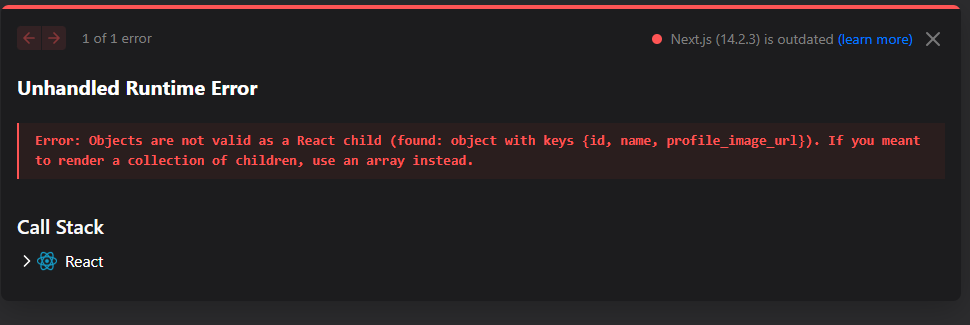 1 of 1 error
Next.js (14.2.3) is outdated (learn more)
Unhandled Runtime Error
Error: Objects are not valid as a React child (found: object with keys {id, name, profile_image_url}). If you meant
to render a collection of children, use an array instead.
Call Stack
React